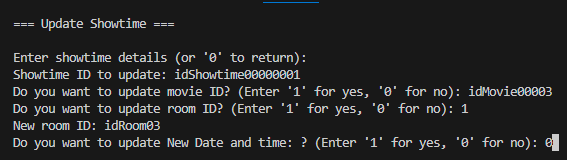 === Update Showtime ===
Enter showtime details (or '0' to return):
Showtime ID to update: idShowtime00000001
Do you want to update movie ID? (Enter '1' for yes, '0' for no): idMovie00003
Do you want to update room ID? (Enter '1' for yes, '0' for no): 1
New room ID: idRoom03
Do you want to update New Date and time: ? (Enter '1' for yes, '0' for no): 0